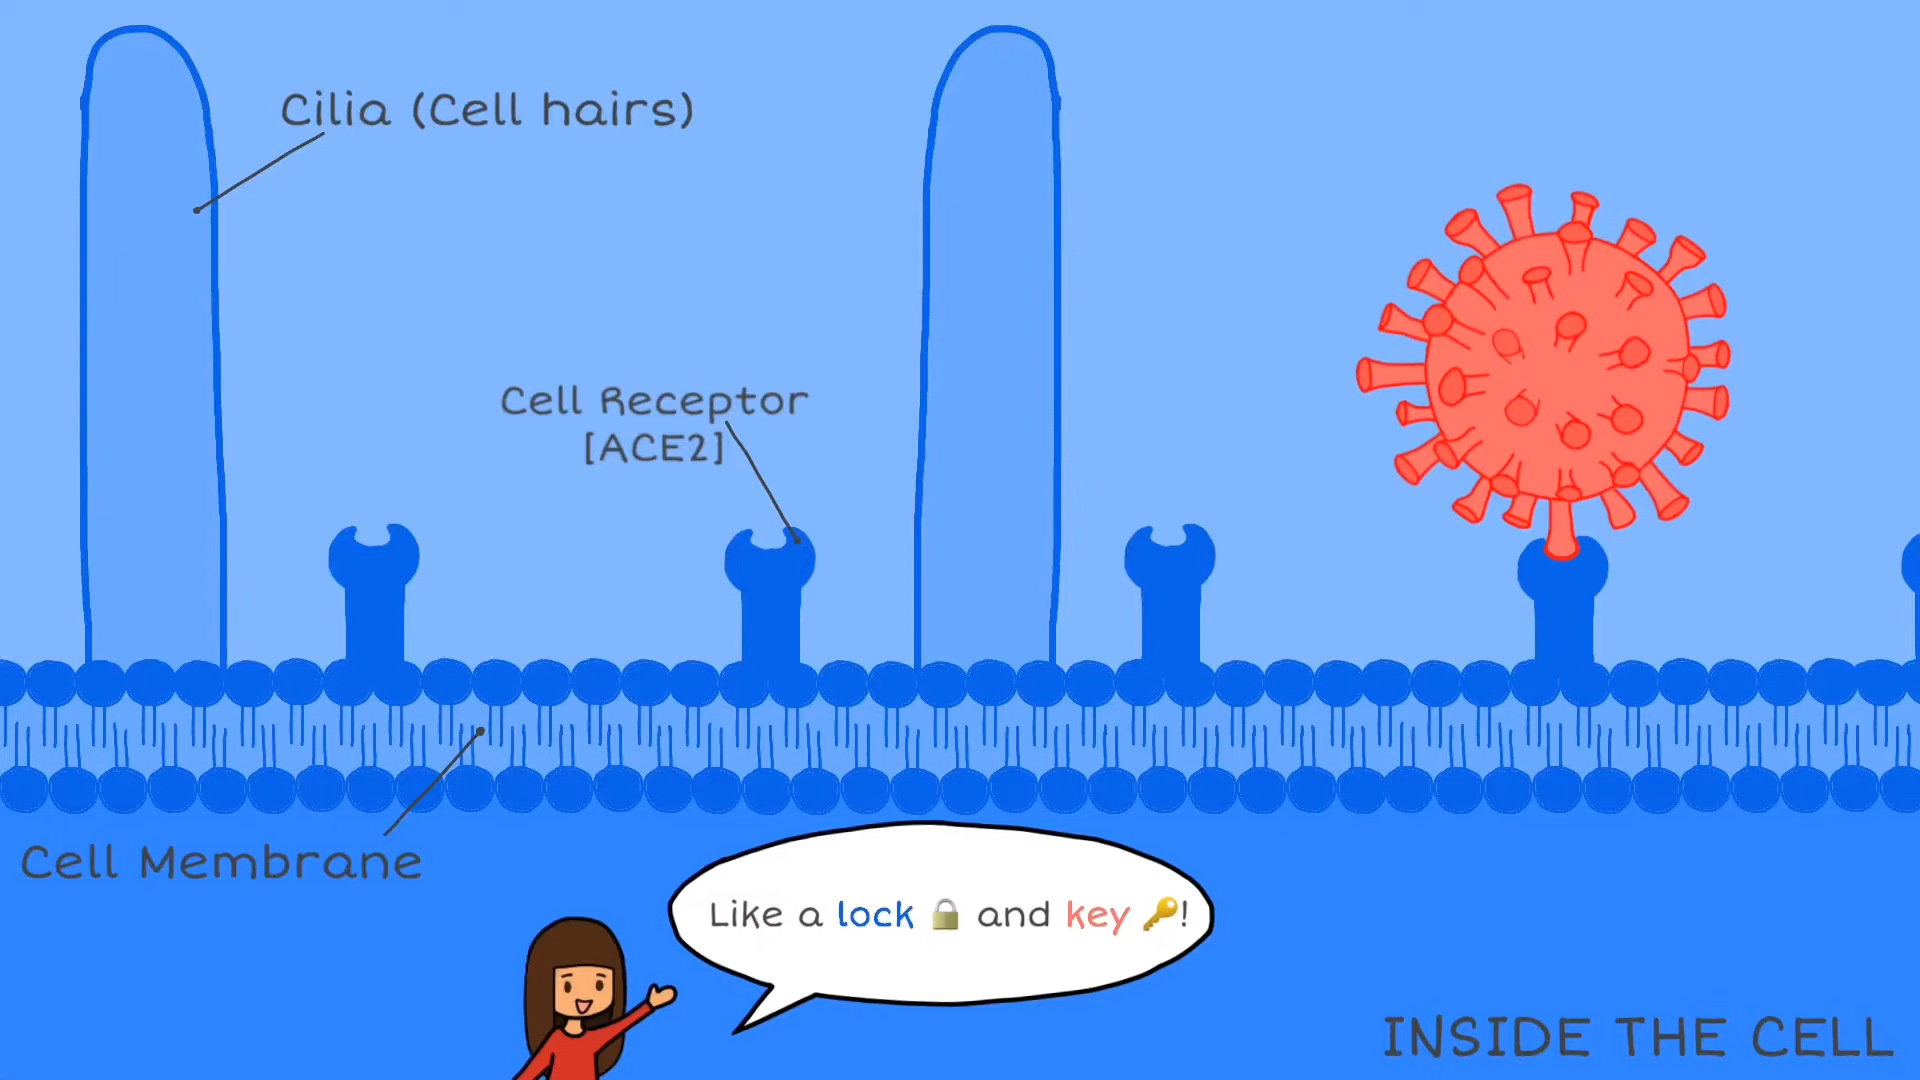 Cilia (Cell hairs)
Cell Receptor
[ACE2]
Cell Membrane
Like a lock 🔒 and key 🔑!
INSIDE THE CELL